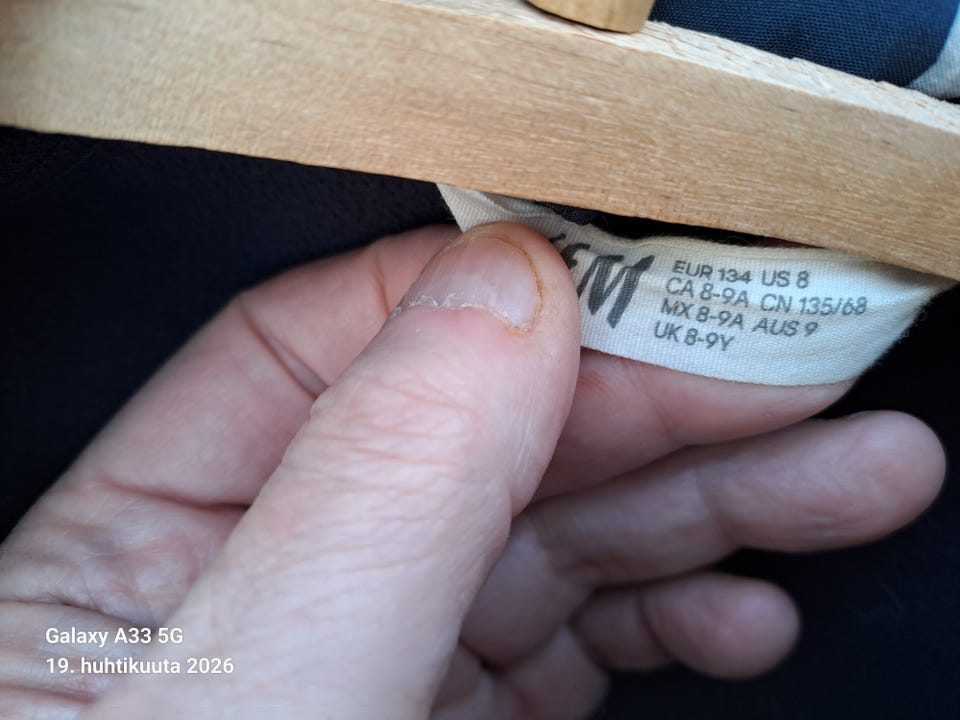 EUR 134 US 8
CA 8-9A CN 135/68
MX 8-9A AUS 9
UK 8-9Y
Galaxy A33 5G
19. huhtikuuta 2026